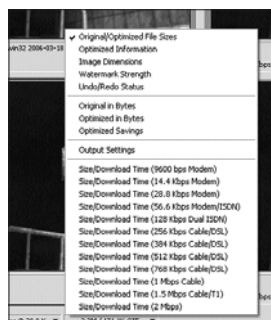 Original/Optimized File Sizes
win32 2006-03-18
Optimized Information
Image Dimensions
Watermark Strength
Undo/Redo Status
Original in Bytes
Optimized in Bytes
Optimized Savings
Output Settings
Size/Download Time (9600 bps Modem)
Size/Download Time (14.4 Kbps Modem)
Size/Download Time (28.8 Kbps Modem)
Size/Download Time (56.6 Kbps Modem/ISDN)
Size/Download Time (128 Kbps Dual ISDN)
Size/Download Time (256 Kbps Cable/DSL)
Size/Download Time (384 Kbps Cable/DSL)
Size/Download Time (512 Kbps Cable/DSL)
Size/Download Time (768 Kbps Cable/DSL)
Size/Download Time (1 Mbps Cable)
Size/Download Time (1.5 Mbps Cable/T1)
Size/Download Time (2 Mbps)